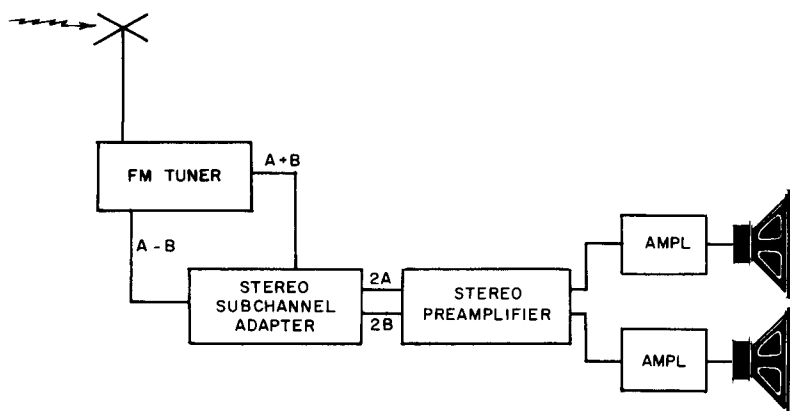 FM TUNER
A+B
A-B
STEREO
SUBCHANNEL
ADAPTER
2A
2B
STEREO
PREAMPLIFIER
AMPL
AMPL